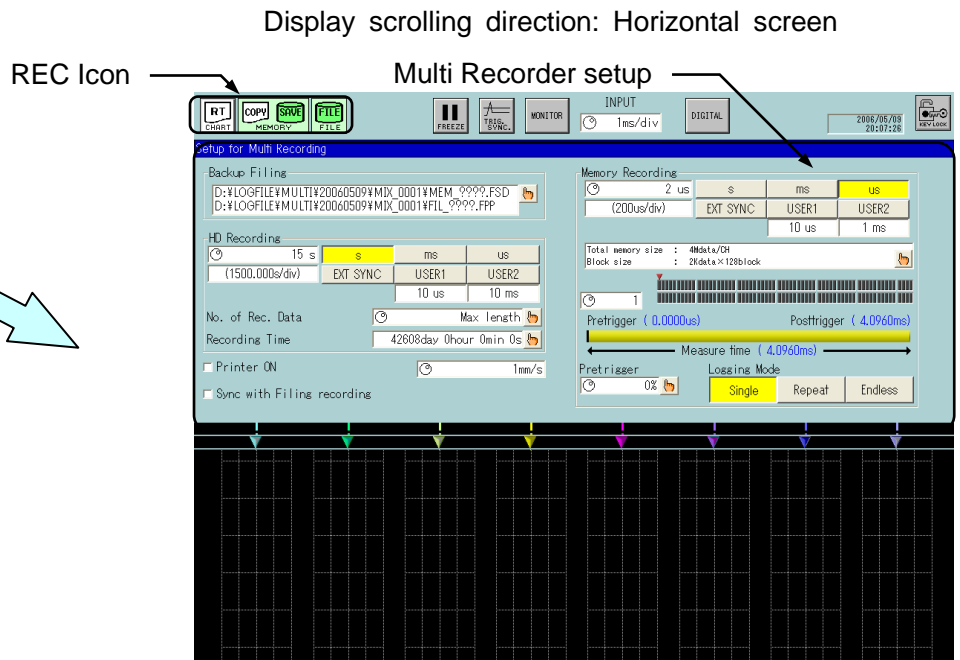 Display scrolling direction: Horizontal screen
REC Icon
Multi Recorder setup
RT
CHART
COPY
SAVE
MEMORY
FILE
FILE
FREEZE
TRIG.
SYNC.
MONITOR
INPUT
1ms/div
DIGITAL
2006/05/09
20:07:26
KEY LOCK
Setup for Multi Recording
Backup Filing
D:¥LOGFILE¥MULTI¥20060509¥MIX_0001¥MEM_????.FSD
D:¥LOGFILE¥MULTI¥20060509¥MIX_0001¥FIL_????.FPP
HD Recording
15 s s ms us
(1500.000s/div) EXT SYNC USER1 USER2
10 us 10 ms
No. of Rec. Data Max length
Recording Time 42608day 0hour 0min 0s
Printer ON 1mm/s
Sync with Filing recording
Memory Recording
2 us s ms us
(200us/div) EXT SYNC USER1 USER2
10 us 1 ms
Total memory size : 4Mdata/CH
Block size : 2Kdata×128block
1
Pretrigger ( 0.0000us) Posttrigger ( 4.0960ms)
Measure time ( 4.0960ms)
Pretrigger Logging Mode
0% Single Repeat Endless